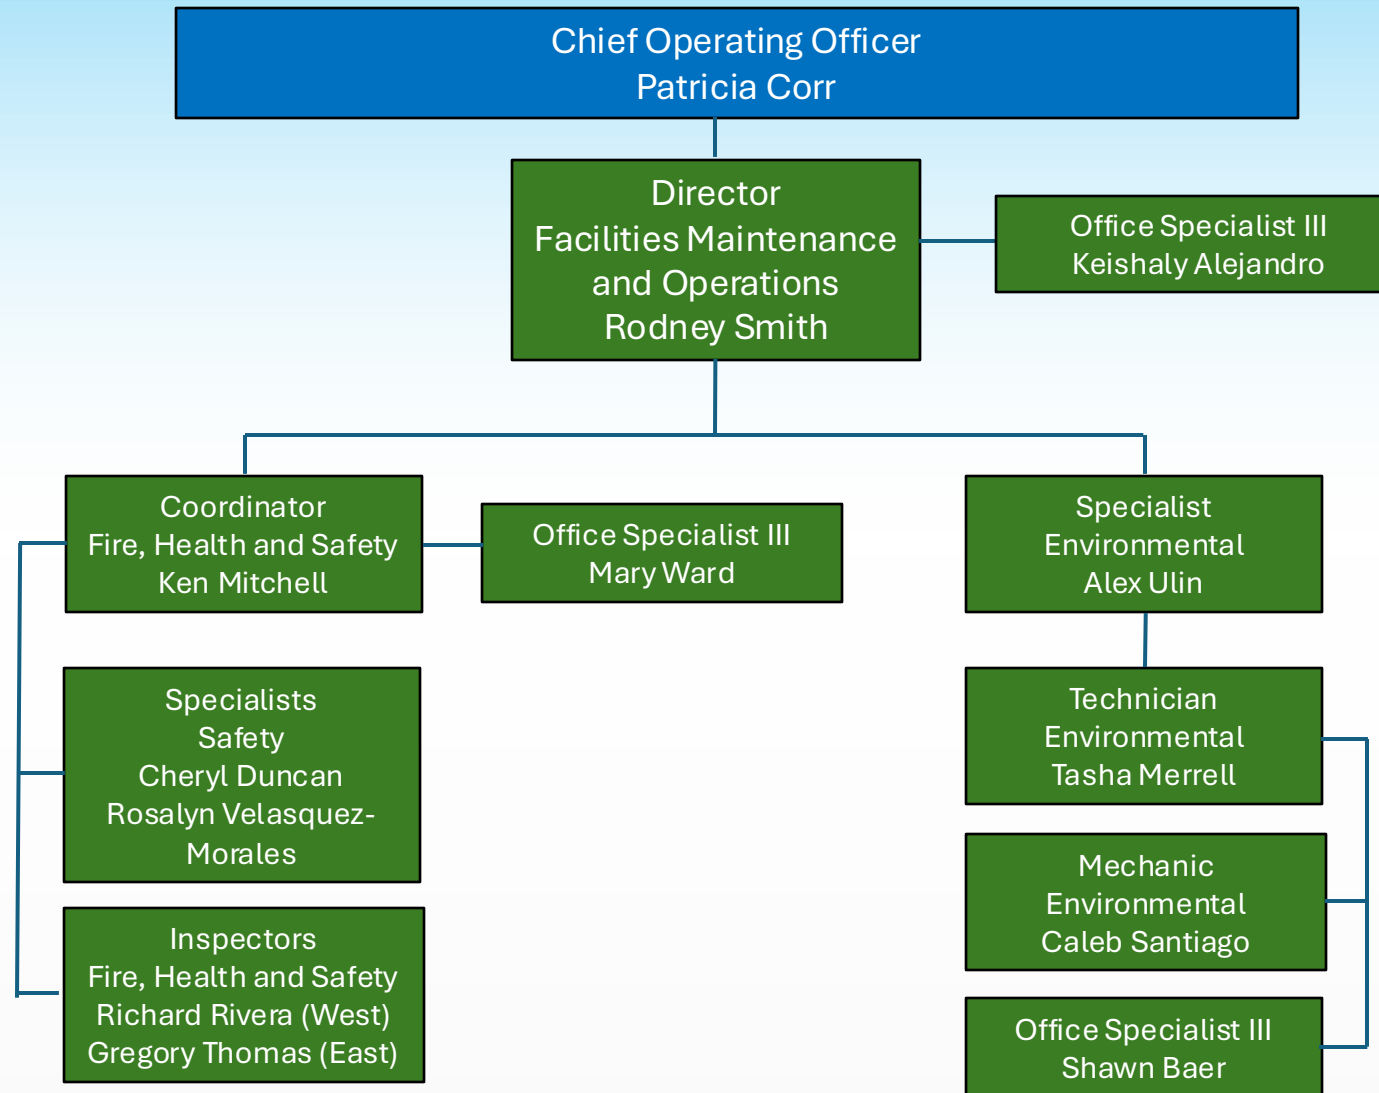 Chief Operating Officer
Patricia Corr
Director
Facilities Maintenance
and Operations
Rodney Smith
Office Specialist III
Keishaly Alejandro
Coordinator
Fire, Health and Safety
Ken Mitchell
Office Specialist III
Mary Ward
Specialist
Environmental
Alex Ulin
Specialists
Safety
Cheryl Duncan
Rosalyn Velasquez-
Morales
Technician
Environmental
Tasha Merrell
Mechanic
Environmental
Caleb Santiago
Inspectors
Fire, Health and Safety
Richard Rivera (West)
Gregory Thomas (East)
Office Specialist III
Shawn Baer